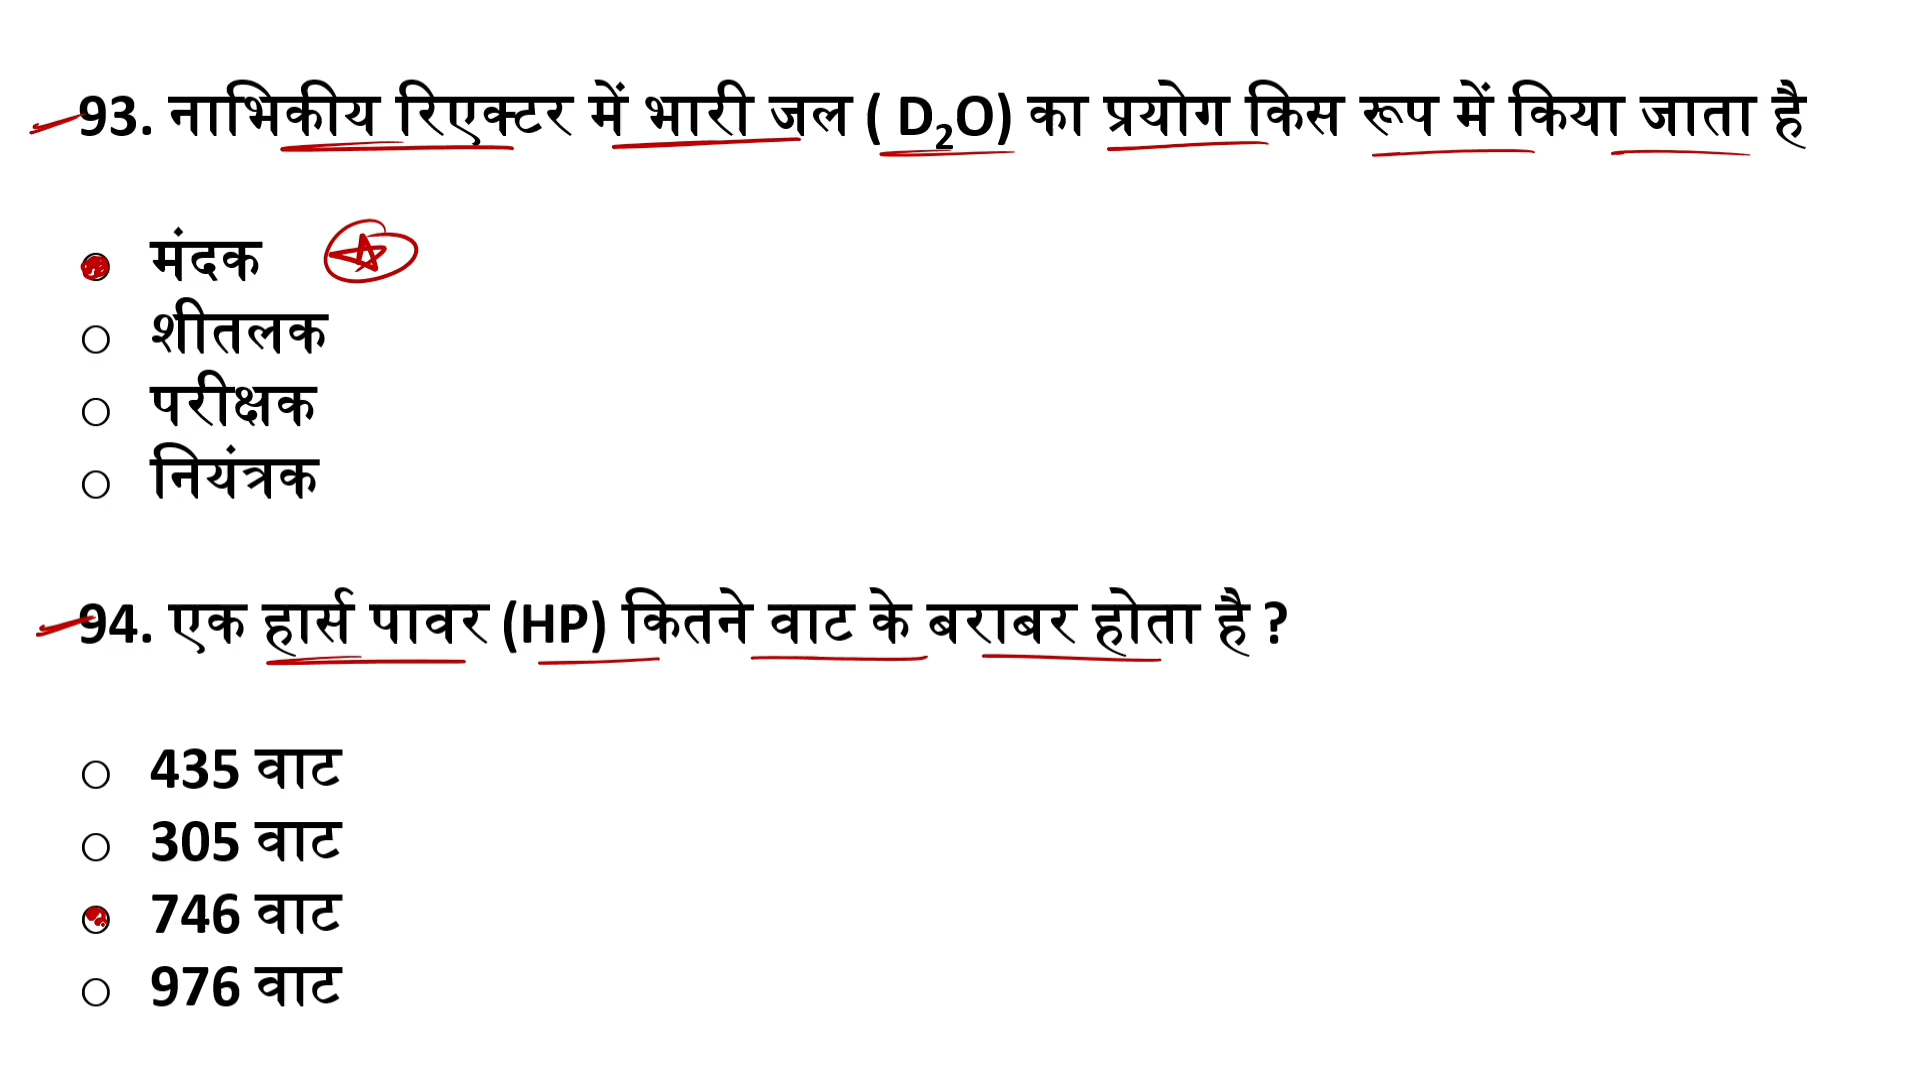 93. नाभिकीय रिएक्टर में भारी जल ( D₂O) का प्रयोग किस रूप में किया जाता है
मंदक
शीतलक
परीक्षक
नियंत्रक
94. एक हार्स पावर (HP) कितने वाट के बराबर होता है ?
435 वाट
305 वाट
746 वाट
976 वाट